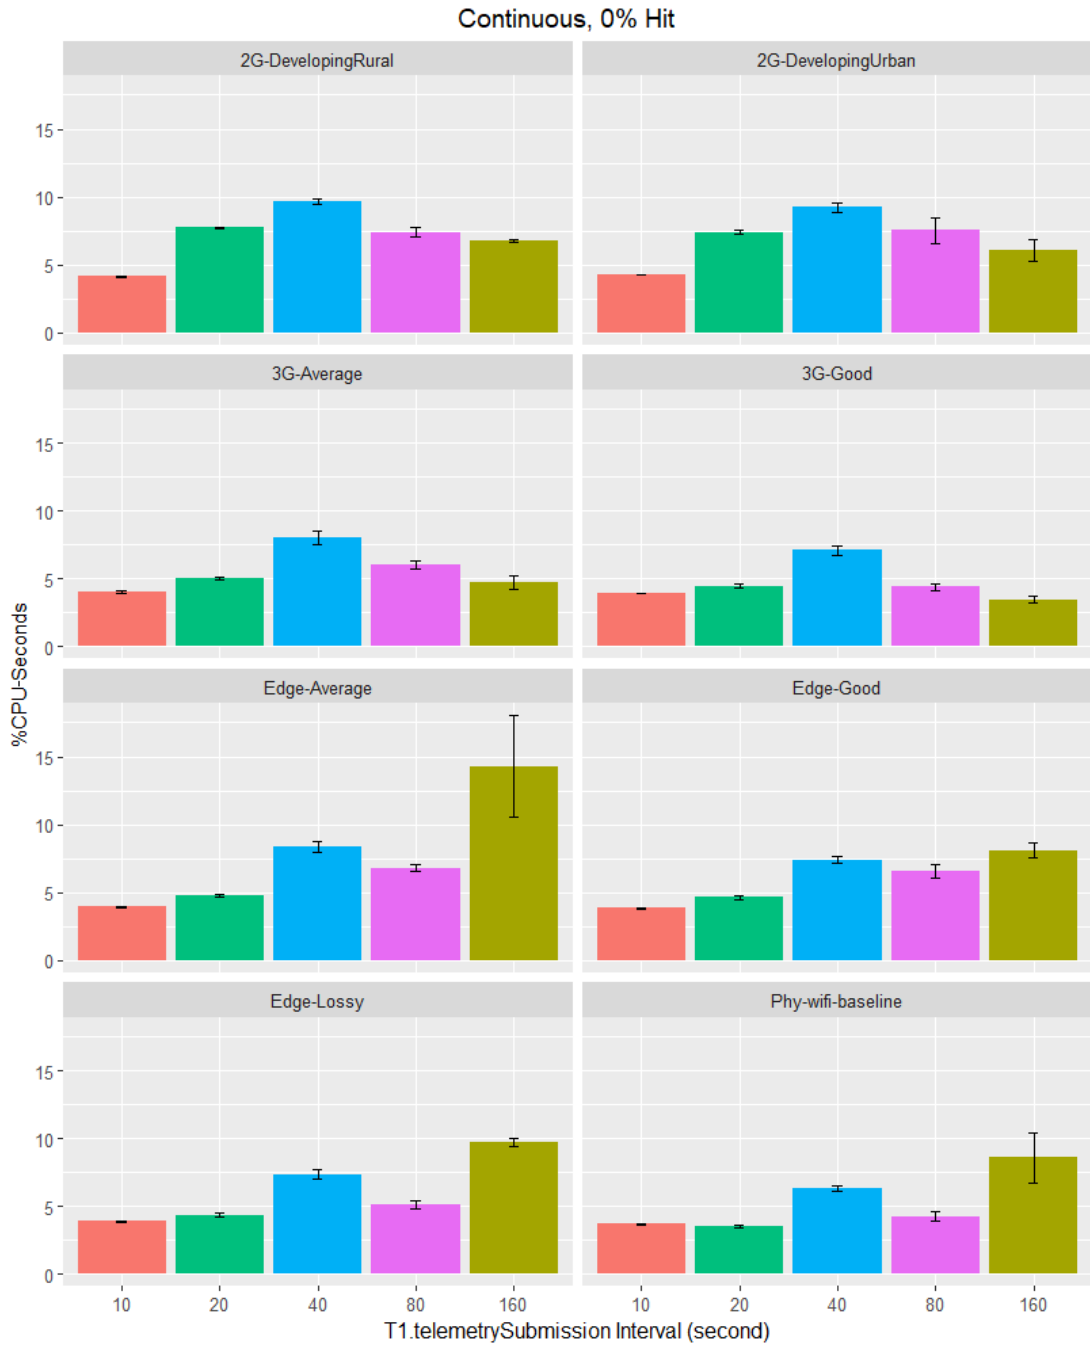 Continuous, 0% Hit
2G-DevelopingRural
2G-DevelopingUrban
15
10
5
0
3G-Average
3G-Good
15
10
5
0
%CPU-Seconds
Edge-Average
Edge-Good
15
10
5
0
Edge-Lossy
Phy-wifi-baseline
15
10
5
0
10 20 40 80 160
10 20 40 80 160
T1.telemetrySubmission Interval (second)